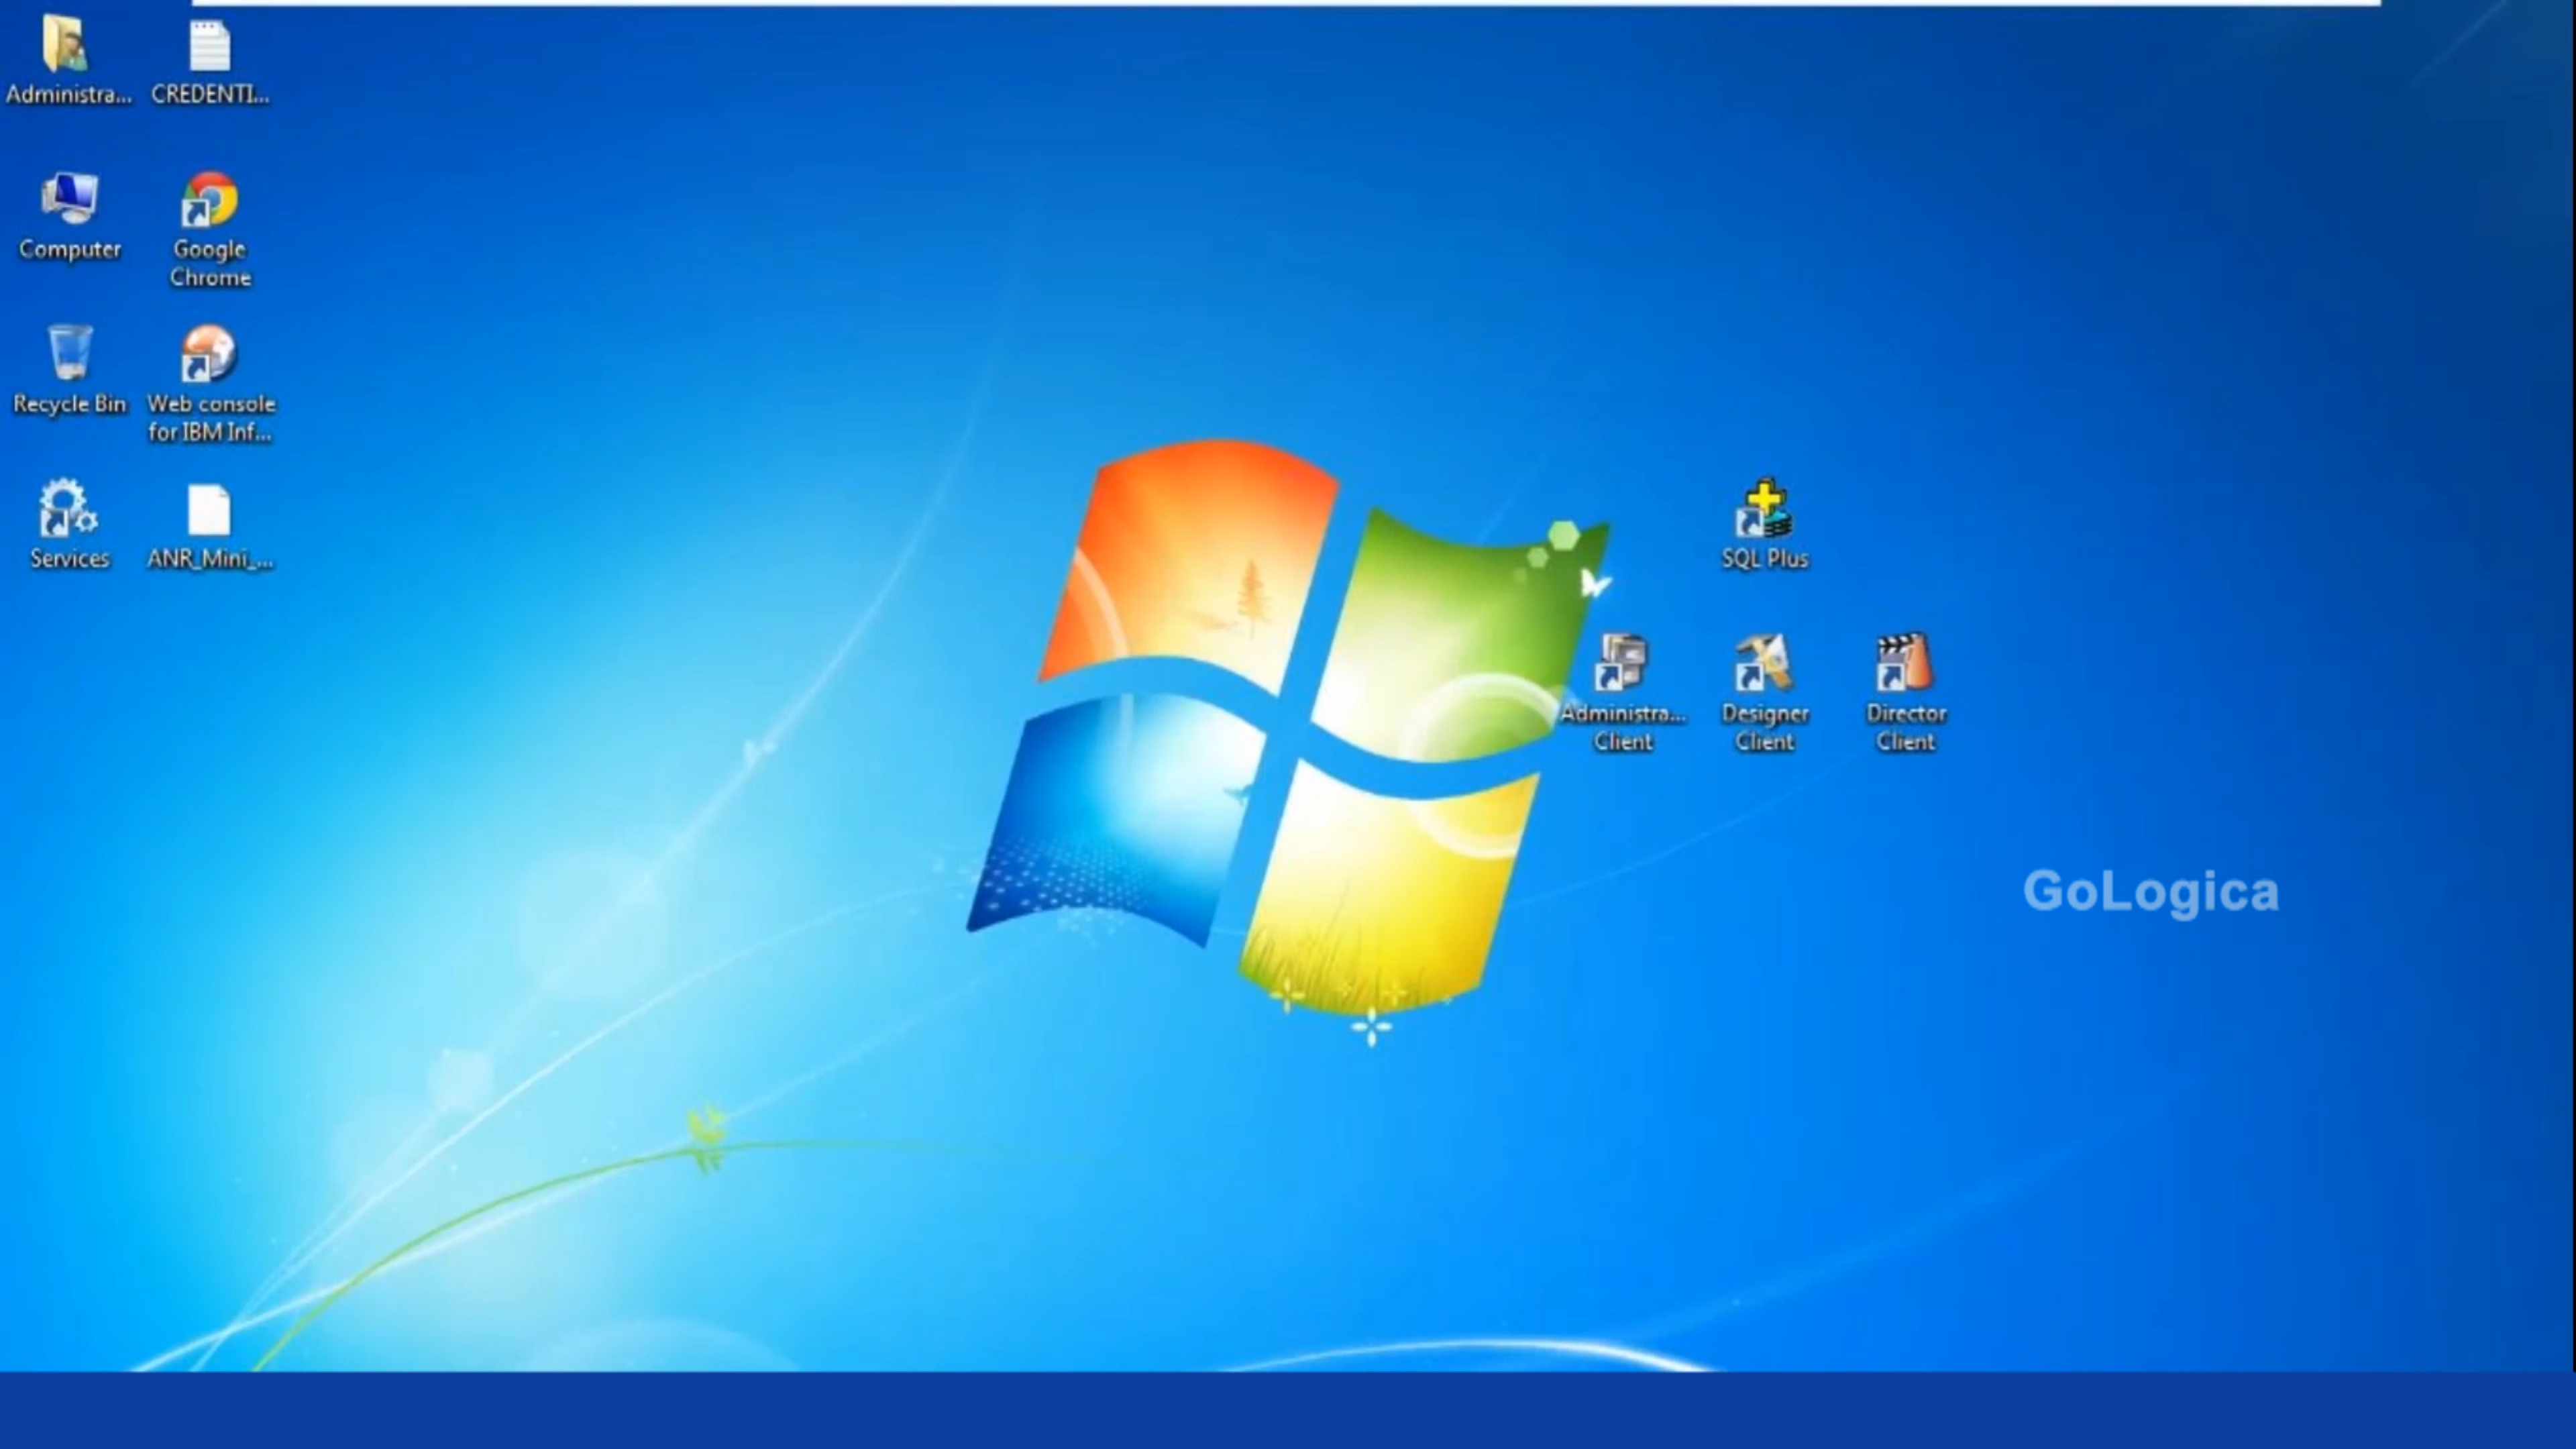 Administra...
CREDENTI...
Computer
Google
Chrome
Recycle Bin
Web console
for IBM Inf...
Services
ANR_Mini_...
SQL Plus
Administra...
Client
Designer
Client
Director
Client
GoLogica